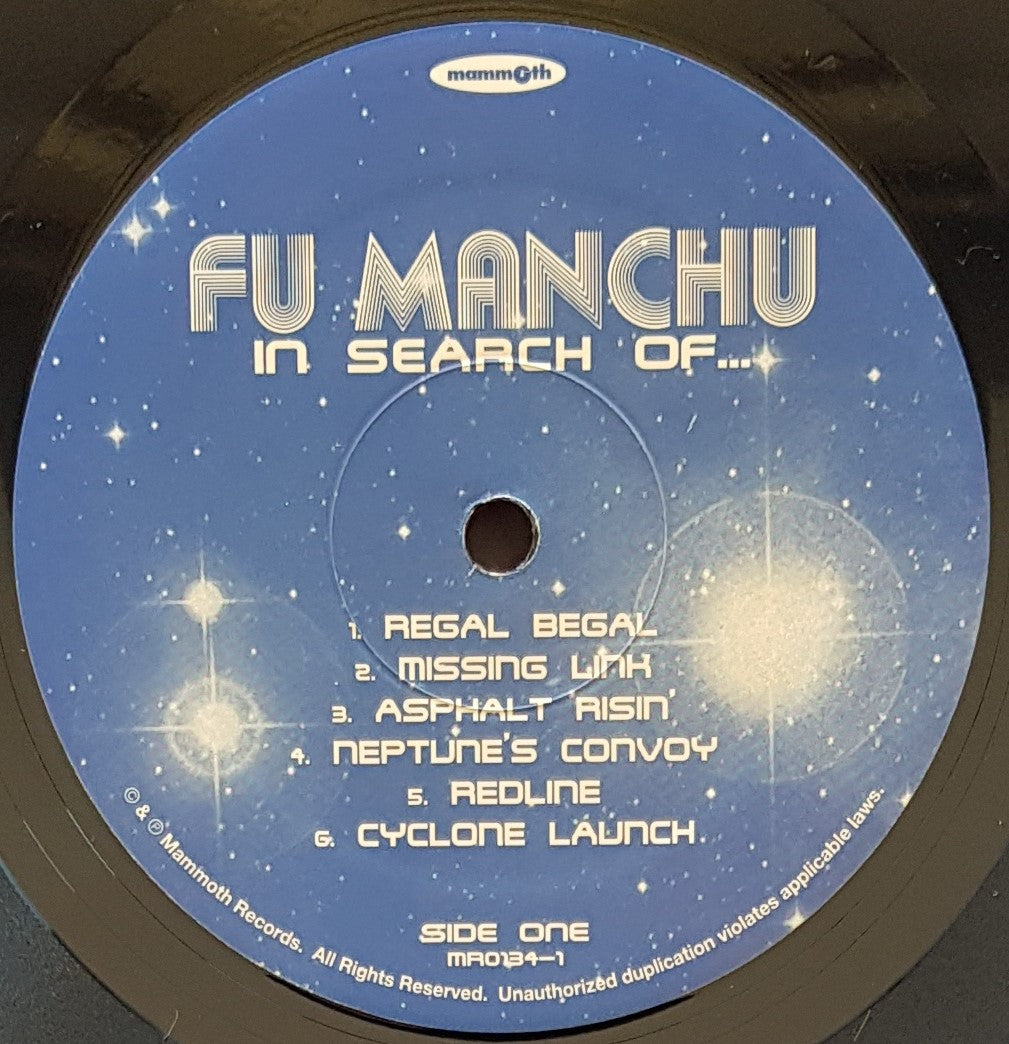 mammoth
FU MANCHU
IN SEARCH OF...
1. REGAL BEGAL
2. MISSING LINK
3. ASPHALT RISIN'
4. NEPTUNE'S CONVOY
5. REDLINE
6. CYCLONE LAUNCH
SIDE ONE
MR0134-1
© & ℗ Mammoth Records. All Rights Reserved. Unauthorized duplication violates applicable laws.